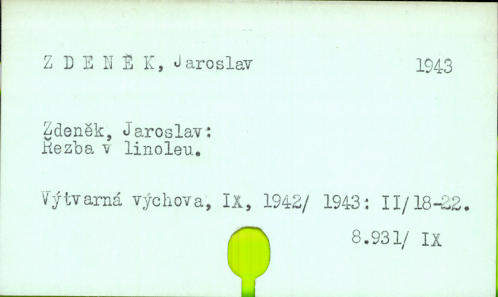 Z D E N Ě K, Jaroslav 1943
Zdeněk, Jaroslav:
Řezba v linoleu.
Výtvarná výchova, IX, 1942/ 1943: II/18-22.
8.931/ IX